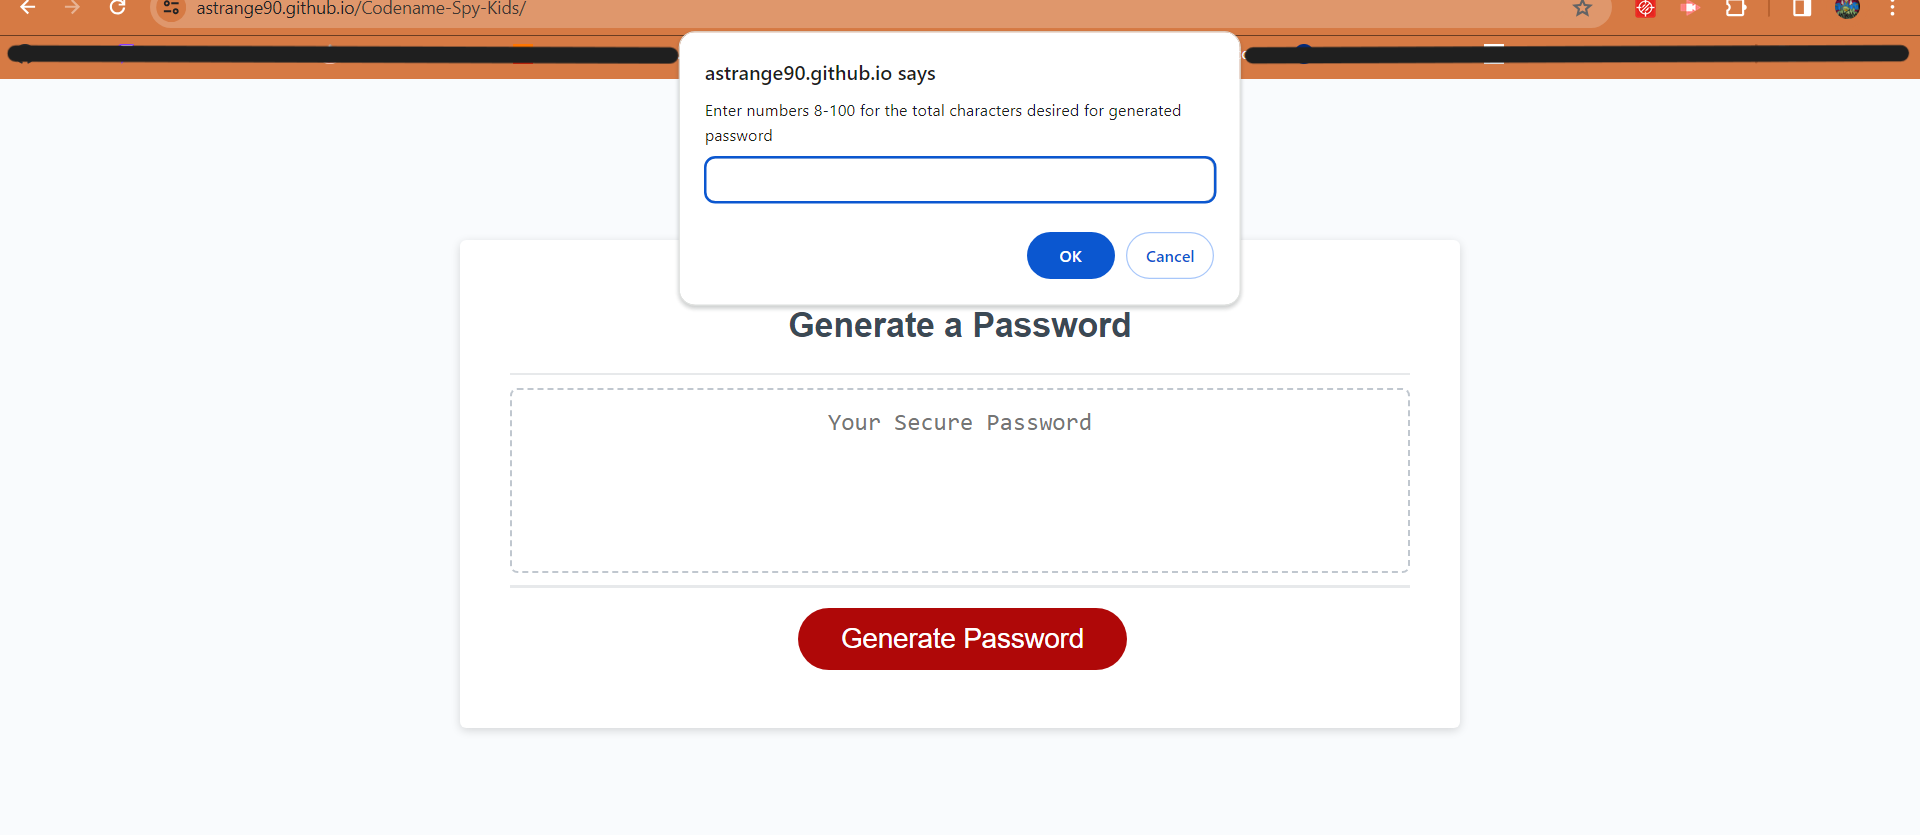 astrange90.github.io/Codename-Spy-Kids/
astrange90.github.io says
Enter numbers 8-100 for the total characters desired for generated
password
OK
Cancel
Generate a Password
Your Secure Password
Generate Password